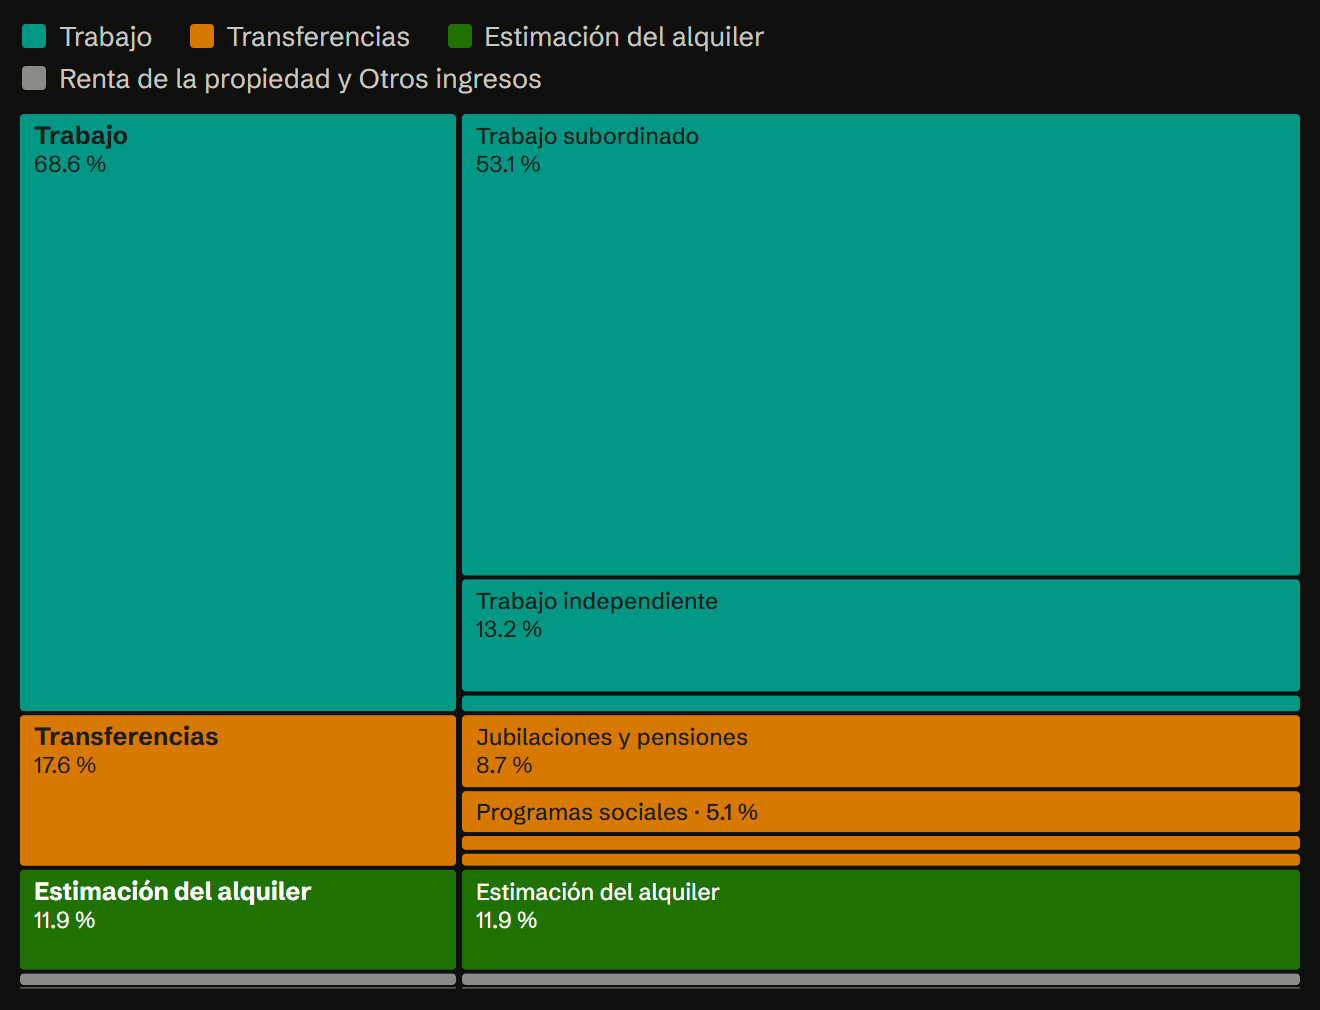 Trabajo Transferencias Estimación del alquiler
Renta de la propiedad y Otros ingresos
Trabajo
68.6 %
Trabajo subordinado
53.1 %
Trabajo independiente
13.2 %
Transferencias
17.6 %
Jubilaciones y pensiones
8.7 %
Programas sociales · 5.1 %
Estimación del alquiler
11.9 %
Estimación del alquiler
11.9 %